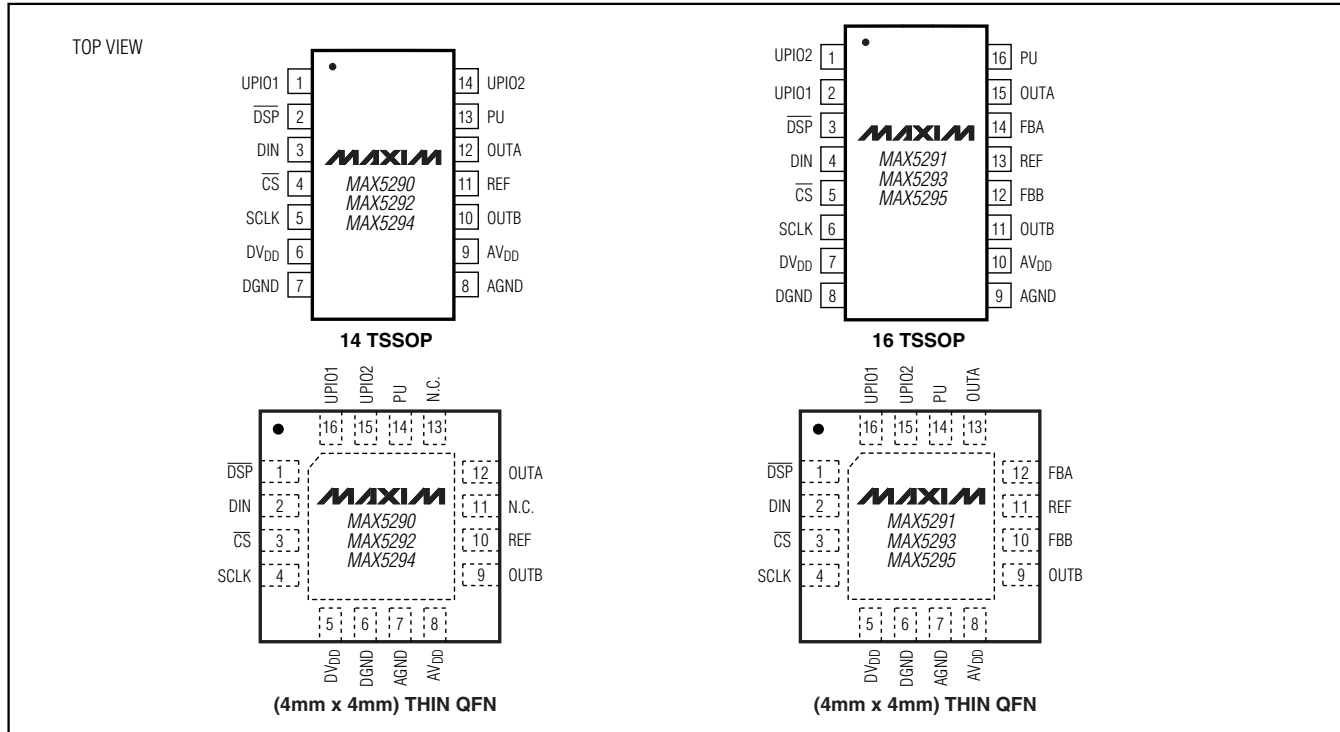 TOP VIEW
UPIO1 1
DSP 2
DIN 3
CS 4
SCLK 5
DVDD 6
DGND 7
14 UPIO2
13 PU
12 OUTA
11 REF
10 OUTB
9 AVDD
8 AGND
MAXIM
MAX5290
MAX5292
MAX5294
14 TSSOP
UPIO2 1
UPIO1 2
DSP 3
DIN 4
CS 5
SCLK 6
DVDD 7
DGND 8
16 PU
15 OUTA
14 FBA
13 REF
12 FBB
11 OUTB
10 AVDD
9 AGND
MAXIM
MAX5291
MAX5293
MAX5295
16 TSSOP
UPIO1 UPIO2 PU N.C.
16 15 14 13
DSP 1
DIN 2
CS 3
SCLK 4
12 OUTA
11 N.C.
10 REF
9 OUTB
MAXIM
MAX5290
MAX5292
MAX5294
5 6 7 8
DVDD DGND AGND AVDD
(4mm x 4mm) THIN QFN
UPIO1 UPIO2 PU OUTA
16 15 14 13
DSP 1
DIN 2
CS 3
SCLK 4
12 FBA
11 REF
10 FBB
9 OUTB
MAXIM
MAX5291
MAX5293
MAX5295
5 6 7 8
DVDD DGND AGND AVDD
(4mm x 4mm) THIN QFN